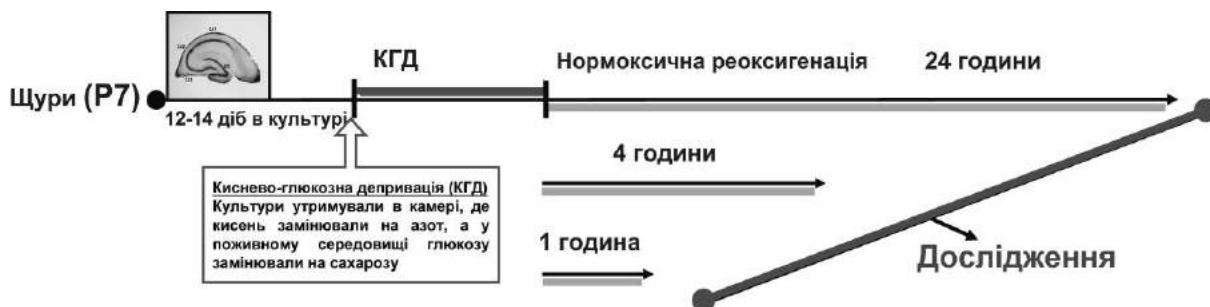 Щури (P7)
12-14 діб в культурі
КГД
Нормоксична реоксигенація 24 години
Киснево-глюкозна депривація (КГД)
Культури утримували в камері, де
кисень замінювали на азот, а у
поживному середовищі глюкозу
замінювали на сахарозу
4 години
1 година
Дослідження